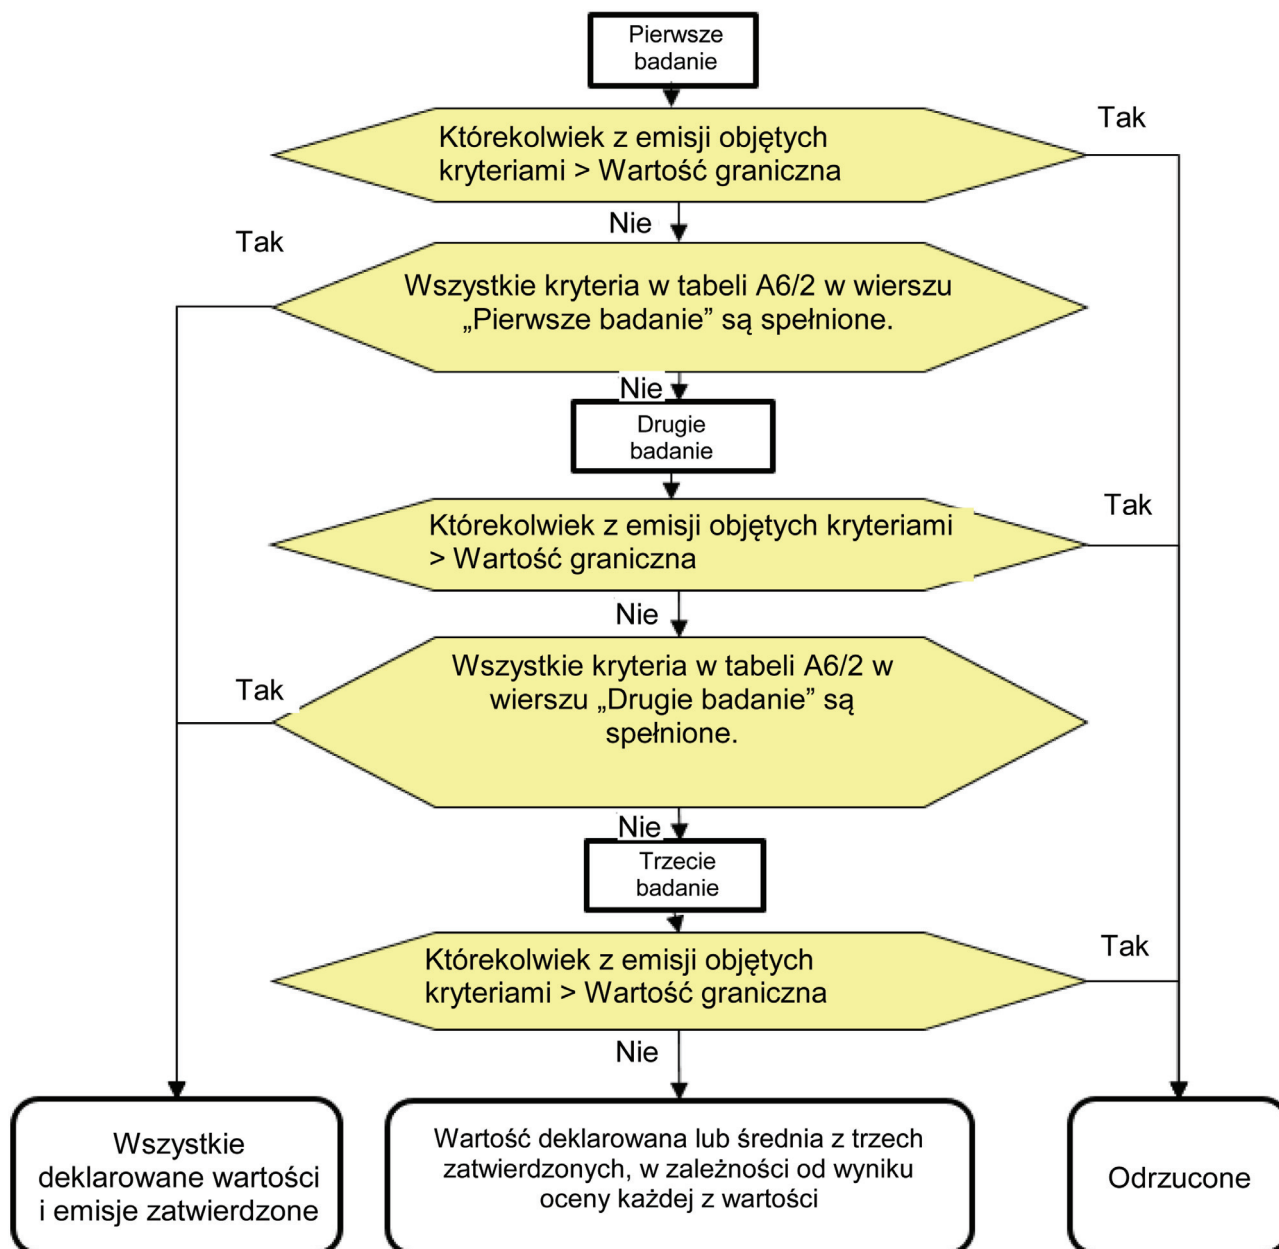 Pierwsze
badanie
Którekolwiek z emisji objętych
kryteriami > Wartość graniczna
Tak
Nie
Tak
Wszystkie kryteria w tabeli A6/2 w wierszu
„Pierwsze badanie” są spełnione.
Nie
Drugie
badanie
Którekolwiek z emisji objętych kryteriami
> Wartość graniczna
Tak
Nie
Wszystkie kryteria w tabeli A6/2 w
wierszu „Drugie badanie” są
spełnione.
Tak
Nie
Trzecie
badanie
Którekolwiek z emisji objętych
kryteriami > Wartość graniczna
Tak
Nie
Wszystkie
deklarowane wartości
i emisje zatwierdzone
Wartość deklarowana lub średnia z trzech
zatwierdzonych, w zależności od wyniku
oceny każdej z wartości
Odrzucone